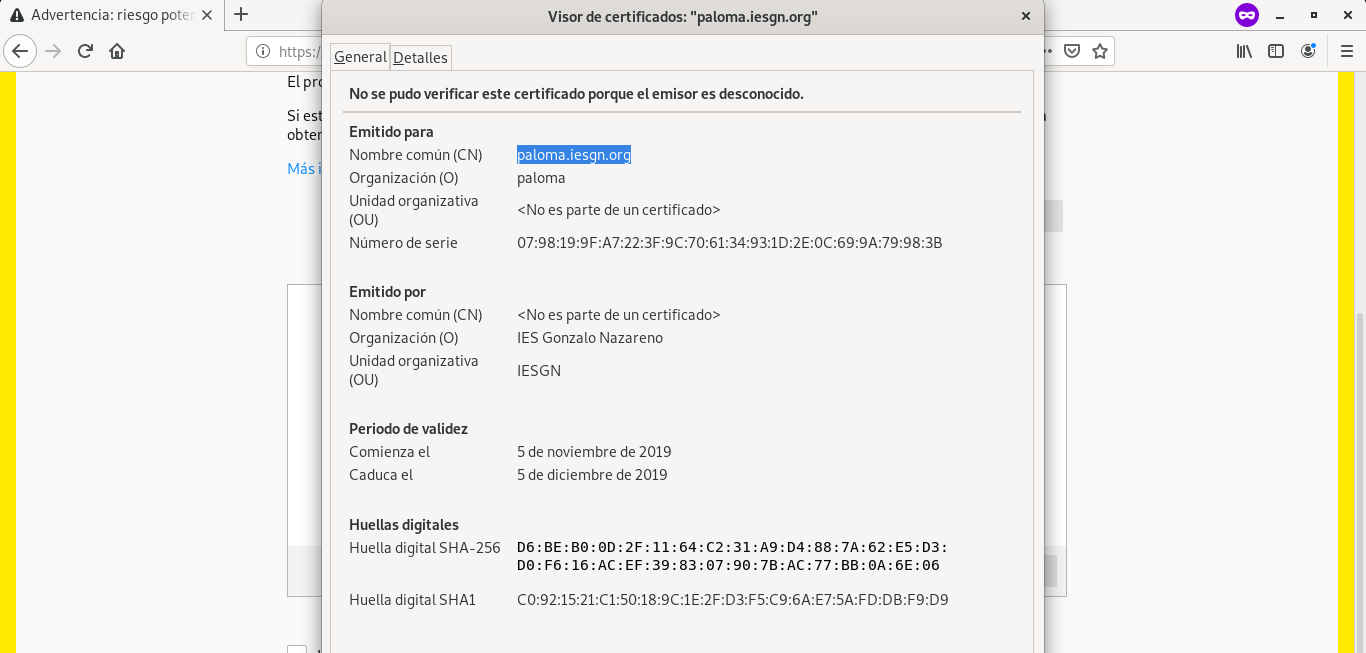 Advertencia: riesgo poten
Visor de certificados: "paloma.iesgn.org"
https:/
General
Detalles
El pro
Si est
obten
Más i
No se pudo verificar este certificado porque el emisor es desconocido.
Emitido para
Nombre común (CN) paloma.iesgn.org
Organización (O) paloma
Unidad organizativa
(OU) <No es parte de un certificado>
Número de serie 07:98:19:9F:A7:22:3F:9C:70:61:34:93:1D:2E:0C:69:9A:79:98:3B
Emitido por
Nombre común (CN) <No es parte de un certificado>
Organización (O) IES Gonzalo Nazareno
Unidad organizativa
(OU) IESGN
Periodo de validez
Comienza el 5 de noviembre de 2019
Caduca el 5 de diciembre de 2019
Huellas digitales
Huella digital SHA-256 D6:BE:B0:0D:2F:11:64:C2:31:A9:D4:88:7A:62:E5:D3:
D0:F6:16:AC:EF:39:83:07:90:7B:AC:77:BB:0A:6E:06
Huella digital SHA1 C0:92:15:21:C1:50:18:9C:1E:2F:D3:F5:C9:6A:E7:5A:FD:DB:F9:D9